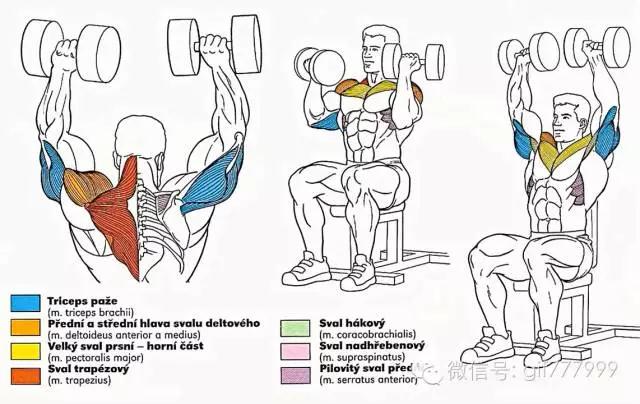 Triceps paže
(m. triceps brachii)
Přední a střední hlava svalu deltového
(m. deltoideus anterior a medius)
Velký sval prsní – horní část
(m. pectoralis major)
Sval trapézový
(m. trapezius)
Sval hákový
(m. coracobrachialis)
Sval nadhřebenový
(m. supraspinatus)
Pilovitý sval před
(m. serratus anterior)
微信号: gll777999